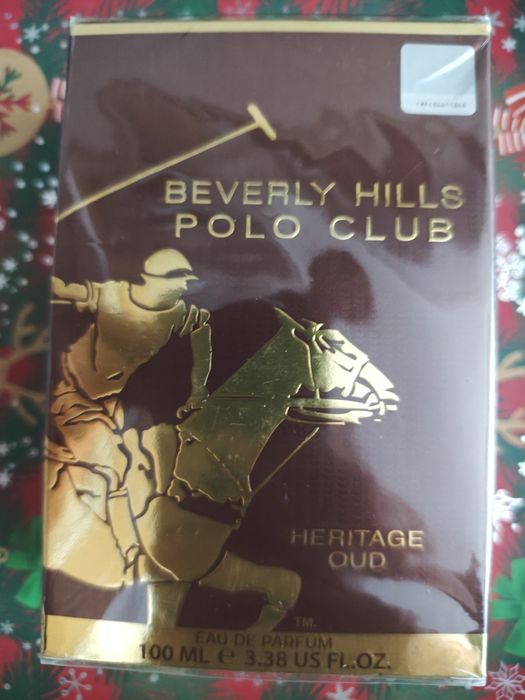 BEVERLY HILLS
POLO CLUB
HERITAGE
OUD
TM.
EAU DE PARFUM
100 ML ℮ 3.38 US FL.OZ.